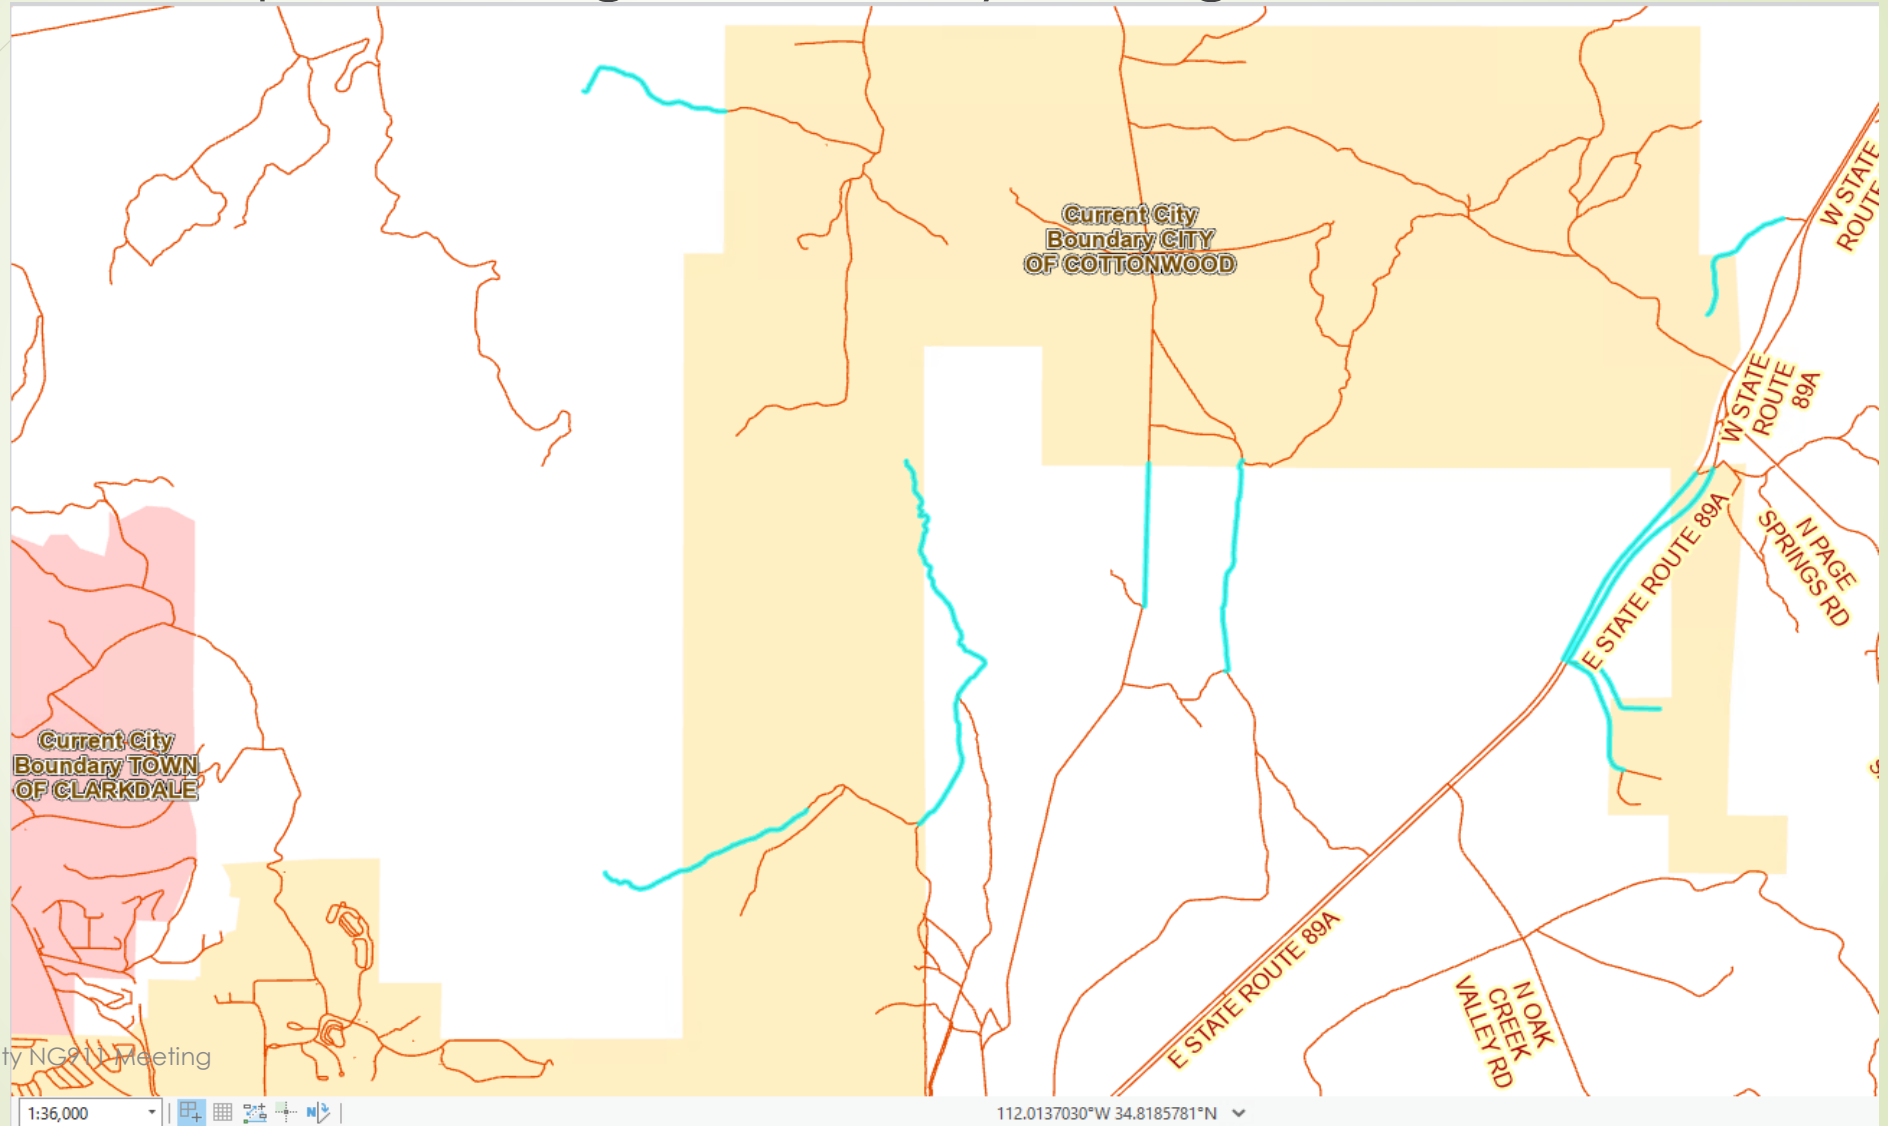 Current City
Boundary CITY
OF COTTONWOOD
W STATE
W STATE
ROUTE
89A
E STATE ROUTE 89A
N PAGE
SPRINGS RD
Current City
Boundary TOWN
OF CLARKDALE
E STATE ROUTE 89A
N OAK
CREEK
VALLEY RD
ty NG911 Meeting
1:36,000
112.0137030°W 34.8185781°N